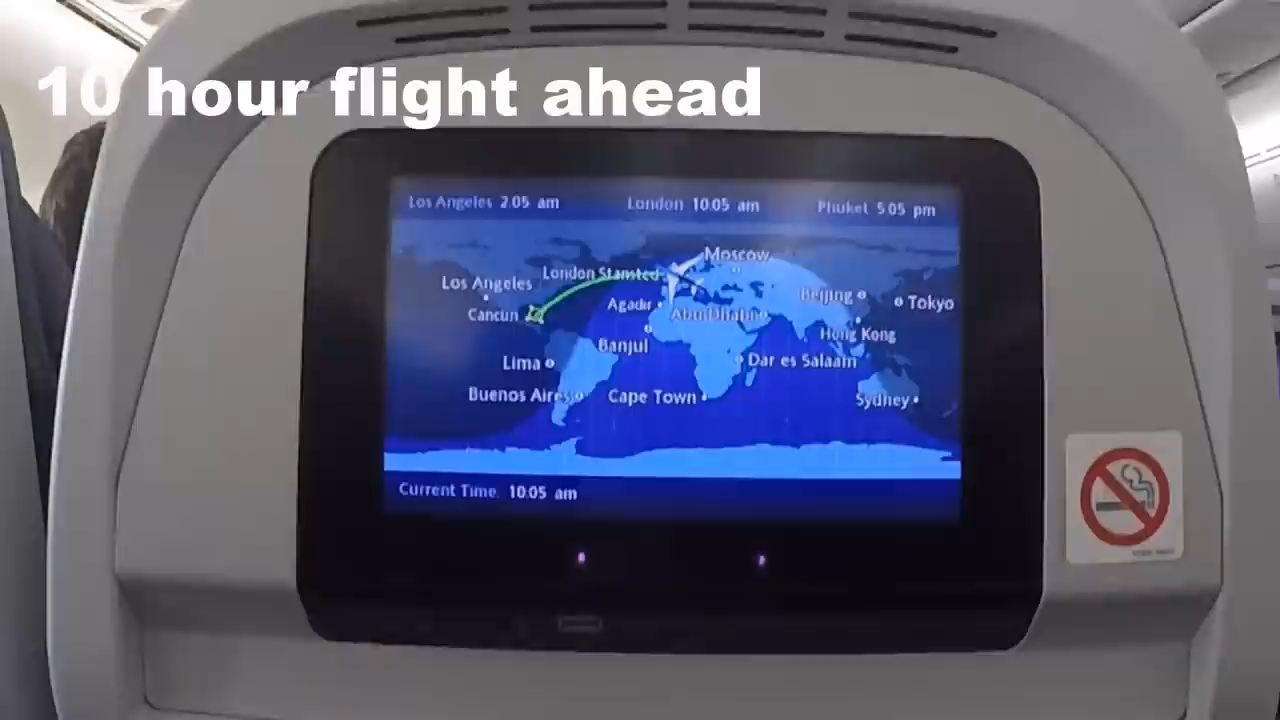 10 hour flight ahead
Los Angeles 2.05 am London 10.05 am Phuket 5.05 pm
Moscow
London Stansted
Los Angeles
Beijing
Tokyo
Agadir
Cancun
Abu Dhabi
Hong Kong
Banjul
Lima
Dar es Salaam
Buenos Aires
Cape Town
Sydney
Current Time: 10:05 am